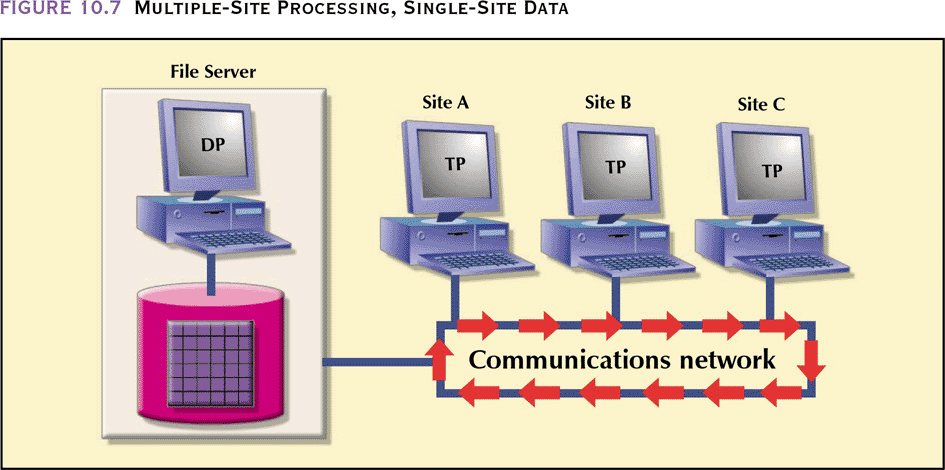 FIGURE 10.7 MULTIPLE-SITE PROCESSING, SINGLE-SITE DATA
File Server
DP
Site A
TP
Site B
TP
Site C
TP
Communications network